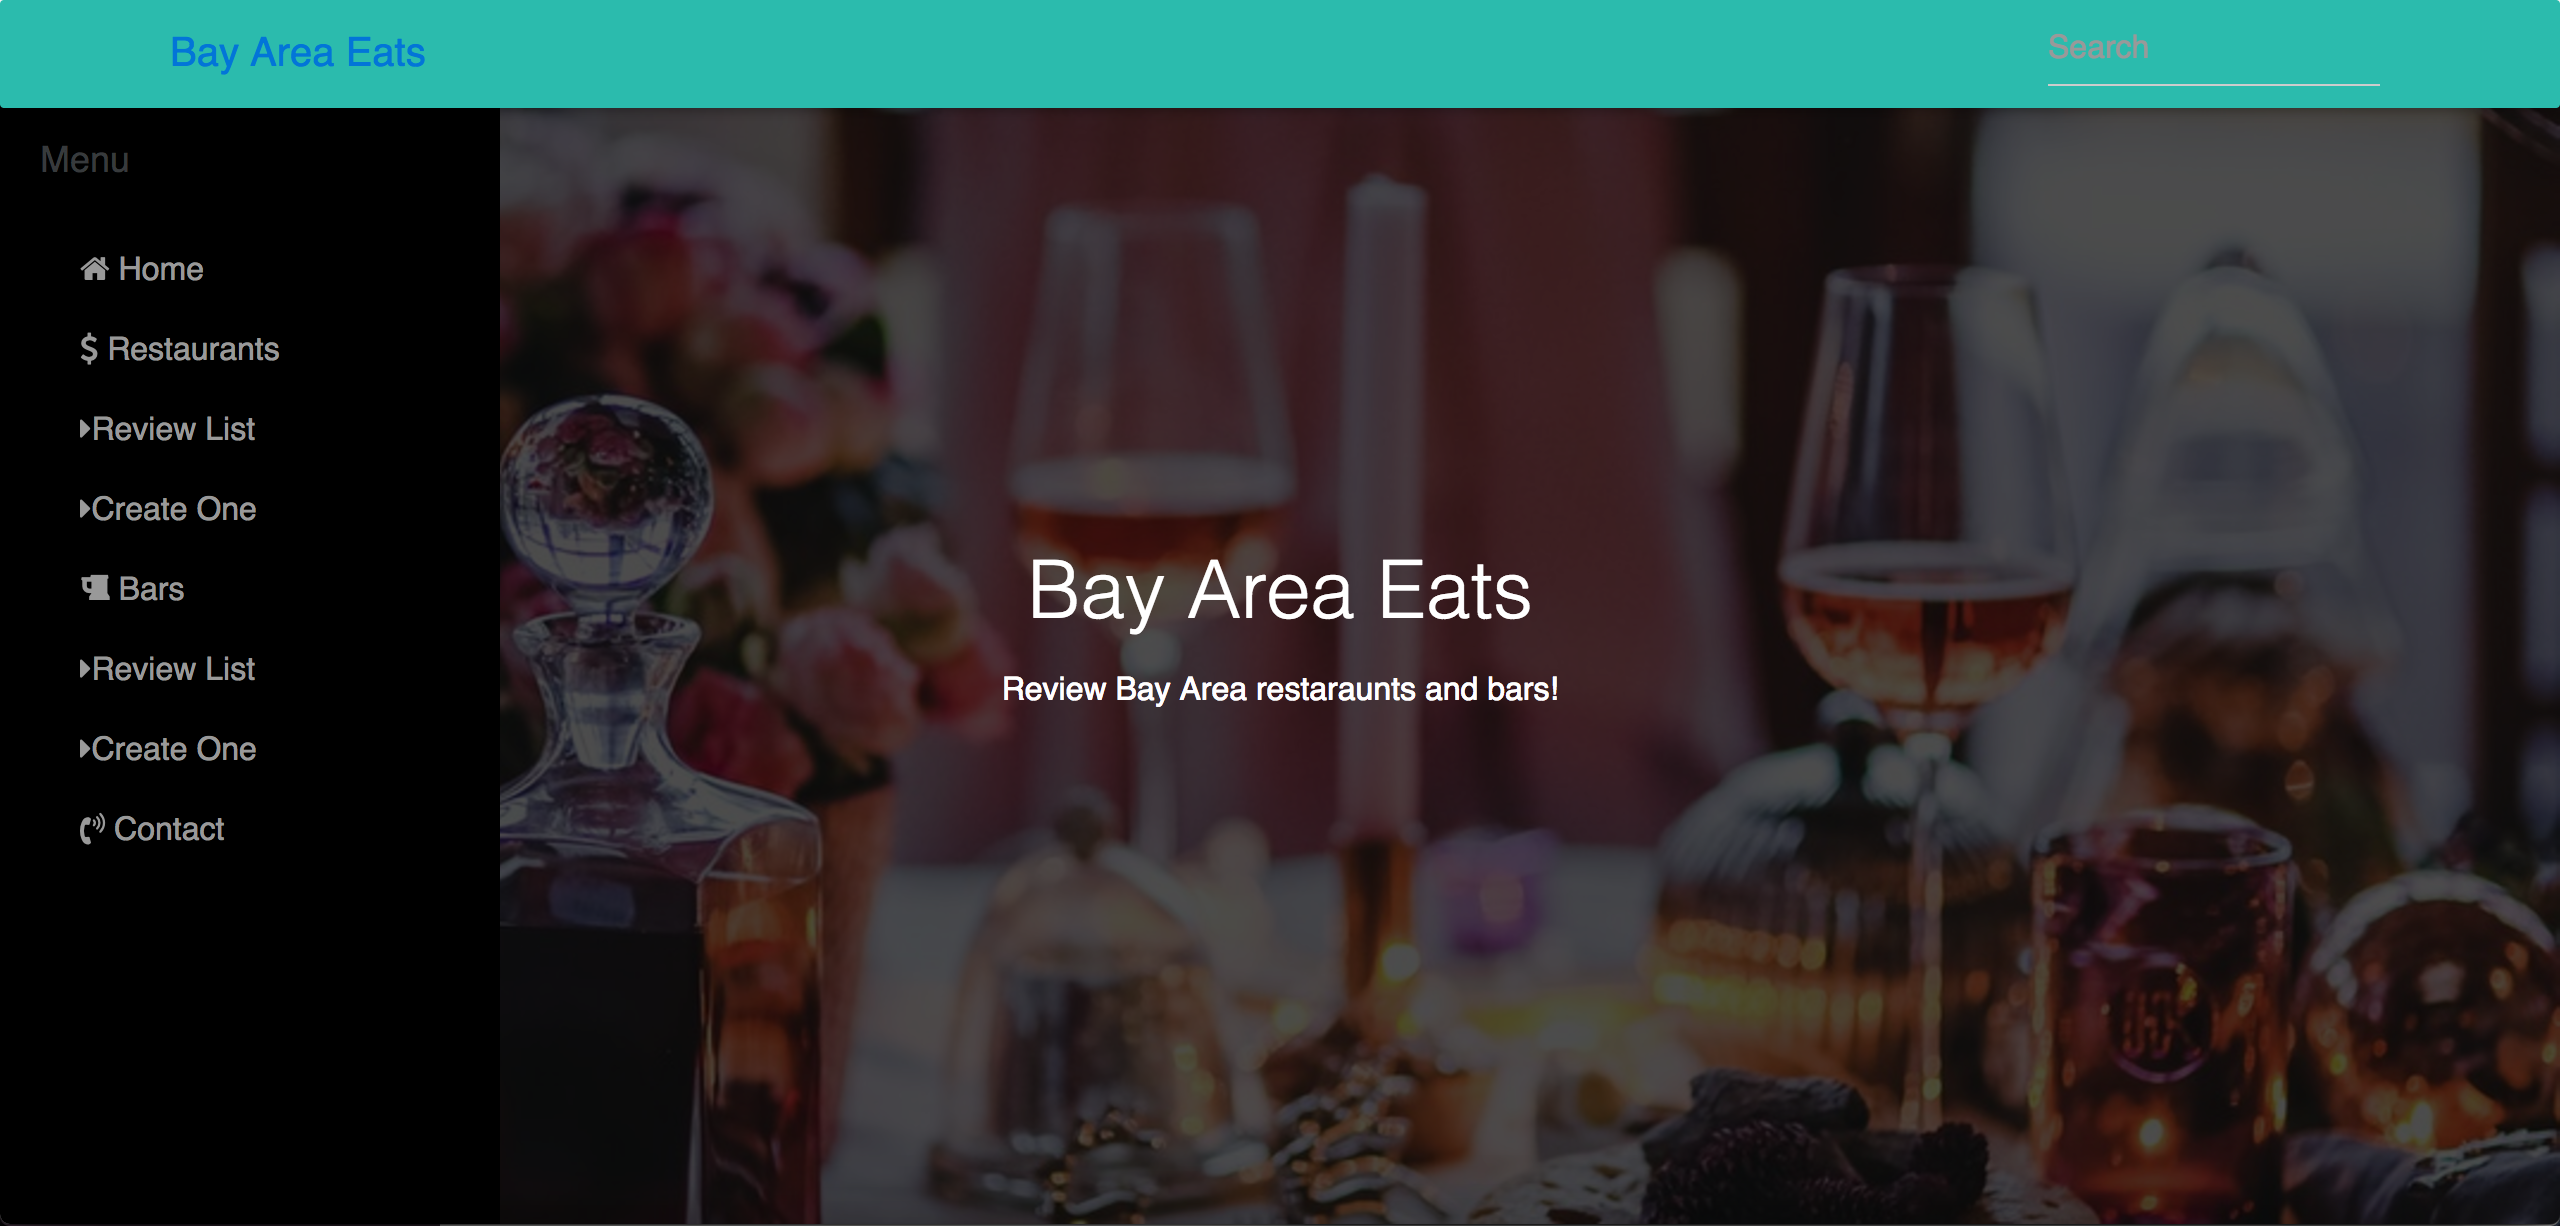 Bay Area Eats
Search
Menu
Home
Restaurants
Review List
Create One
Bars
Review List
Create One
Contact
Bay Area Eats
Review Bay Area restaraunts and bars!